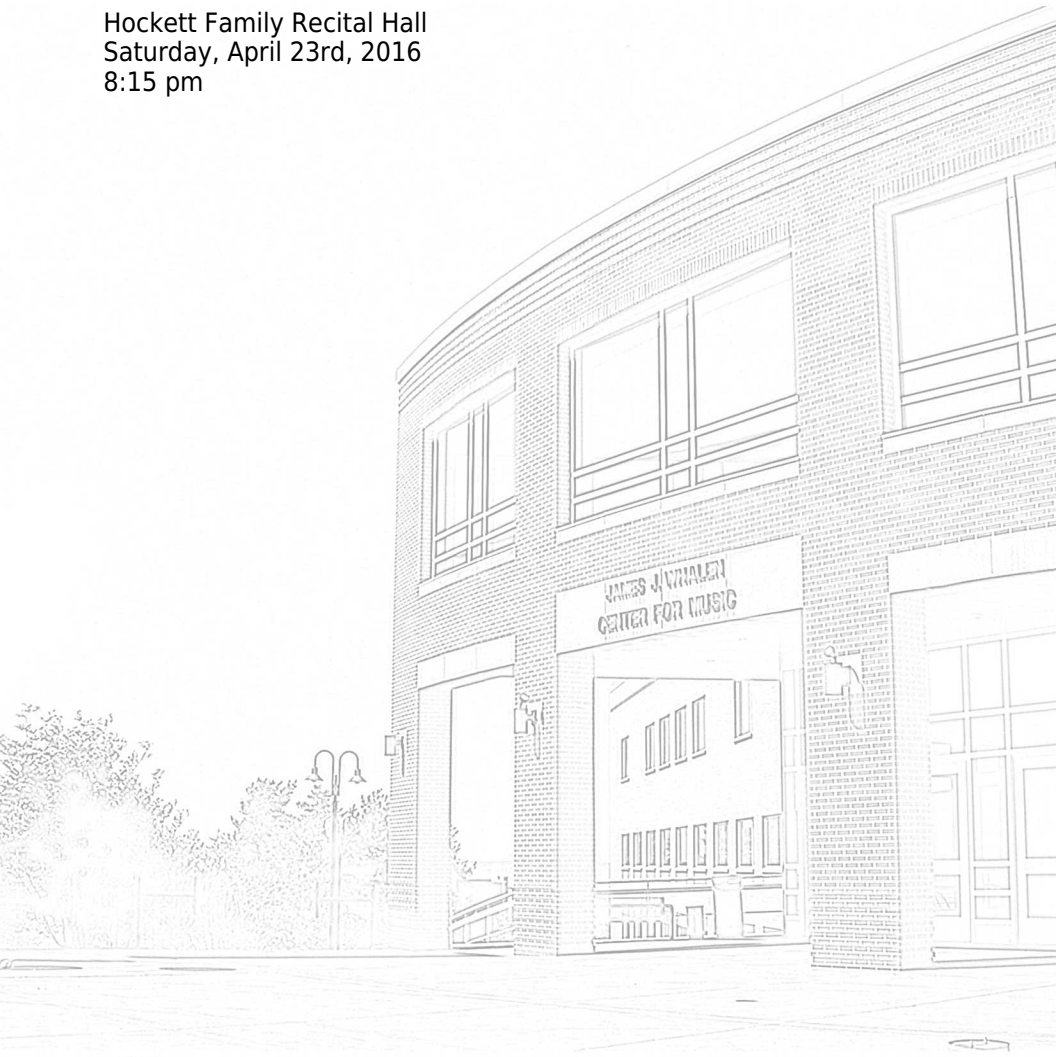 Hockett Family Recital Hall
Saturday, April 23rd, 2016
8:15 pm
JAMES J. WHALEN
CENTER FOR MUSIC